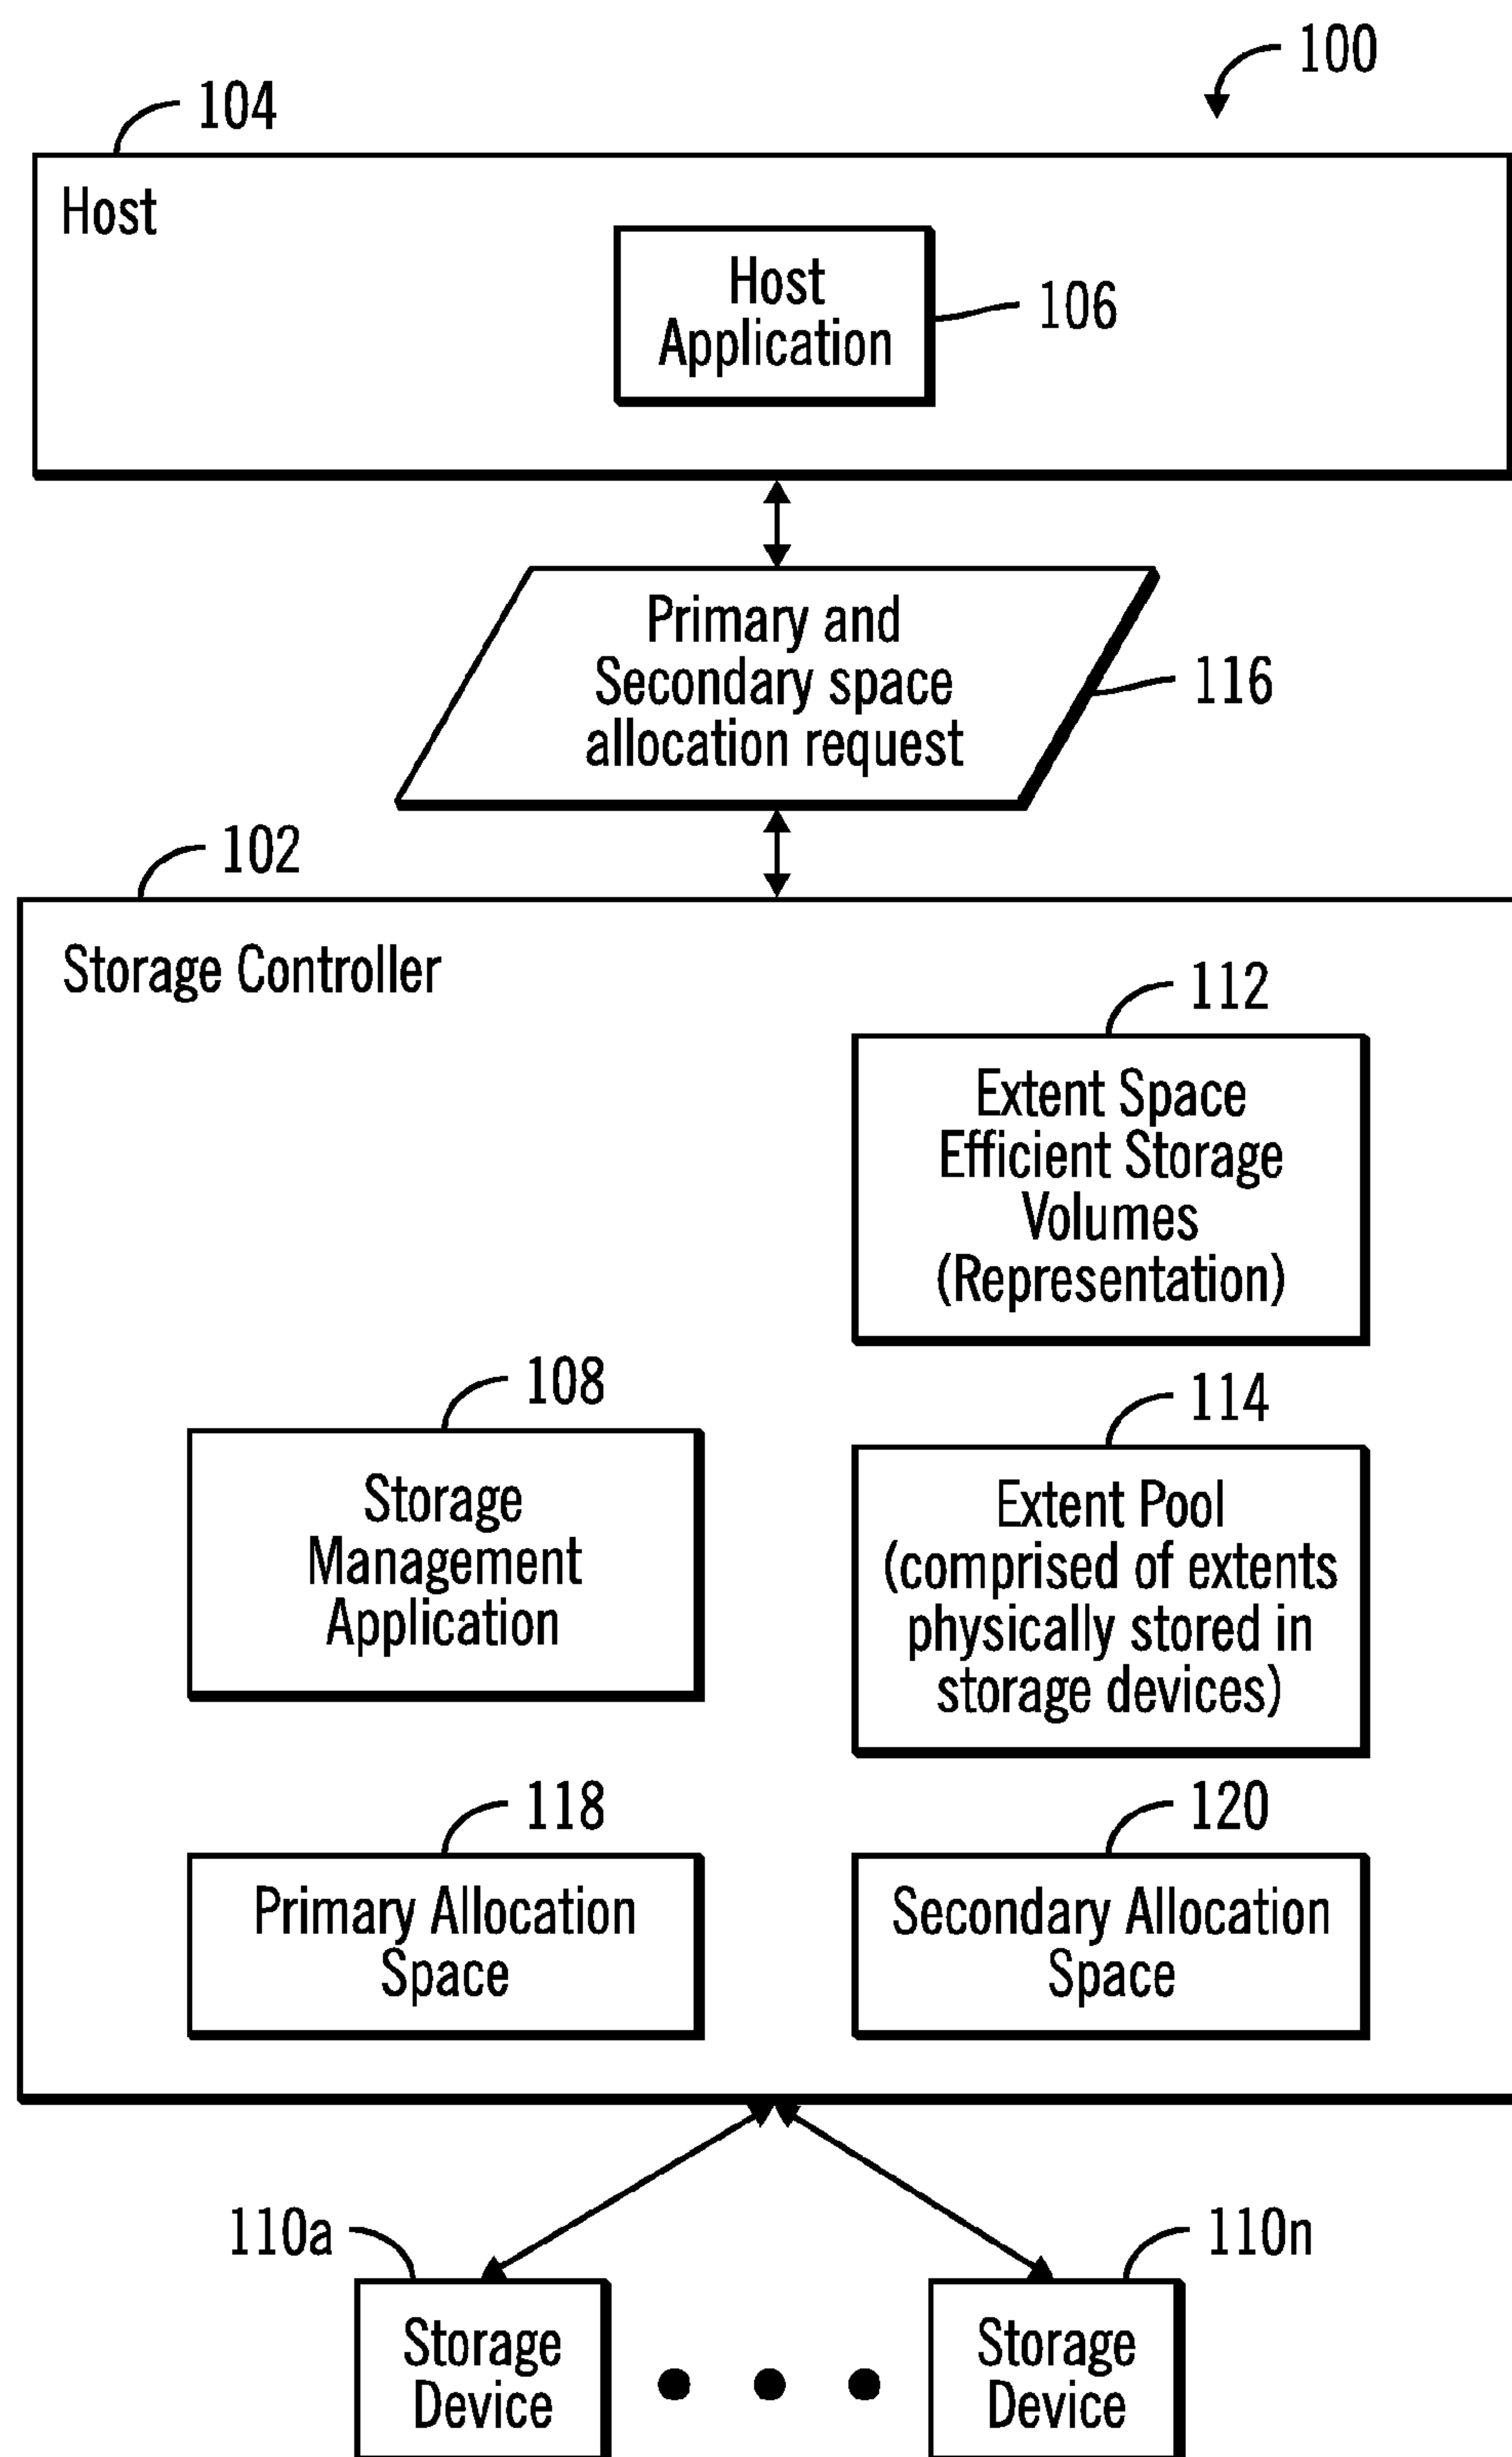 100
104
Host
Host
Application
106
Primary and
Secondary space
allocation request
116
102
Storage Controller
112
Extent Space
Efficient Storage
Volumes
(Representation)
108
Storage
Management
Application
114
Extent Pool
(comprised of extents
physically stored in
storage devices)
118
Primary Allocation
Space
120
Secondary Allocation
Space
110a
Storage
Device
110n
Storage
Device